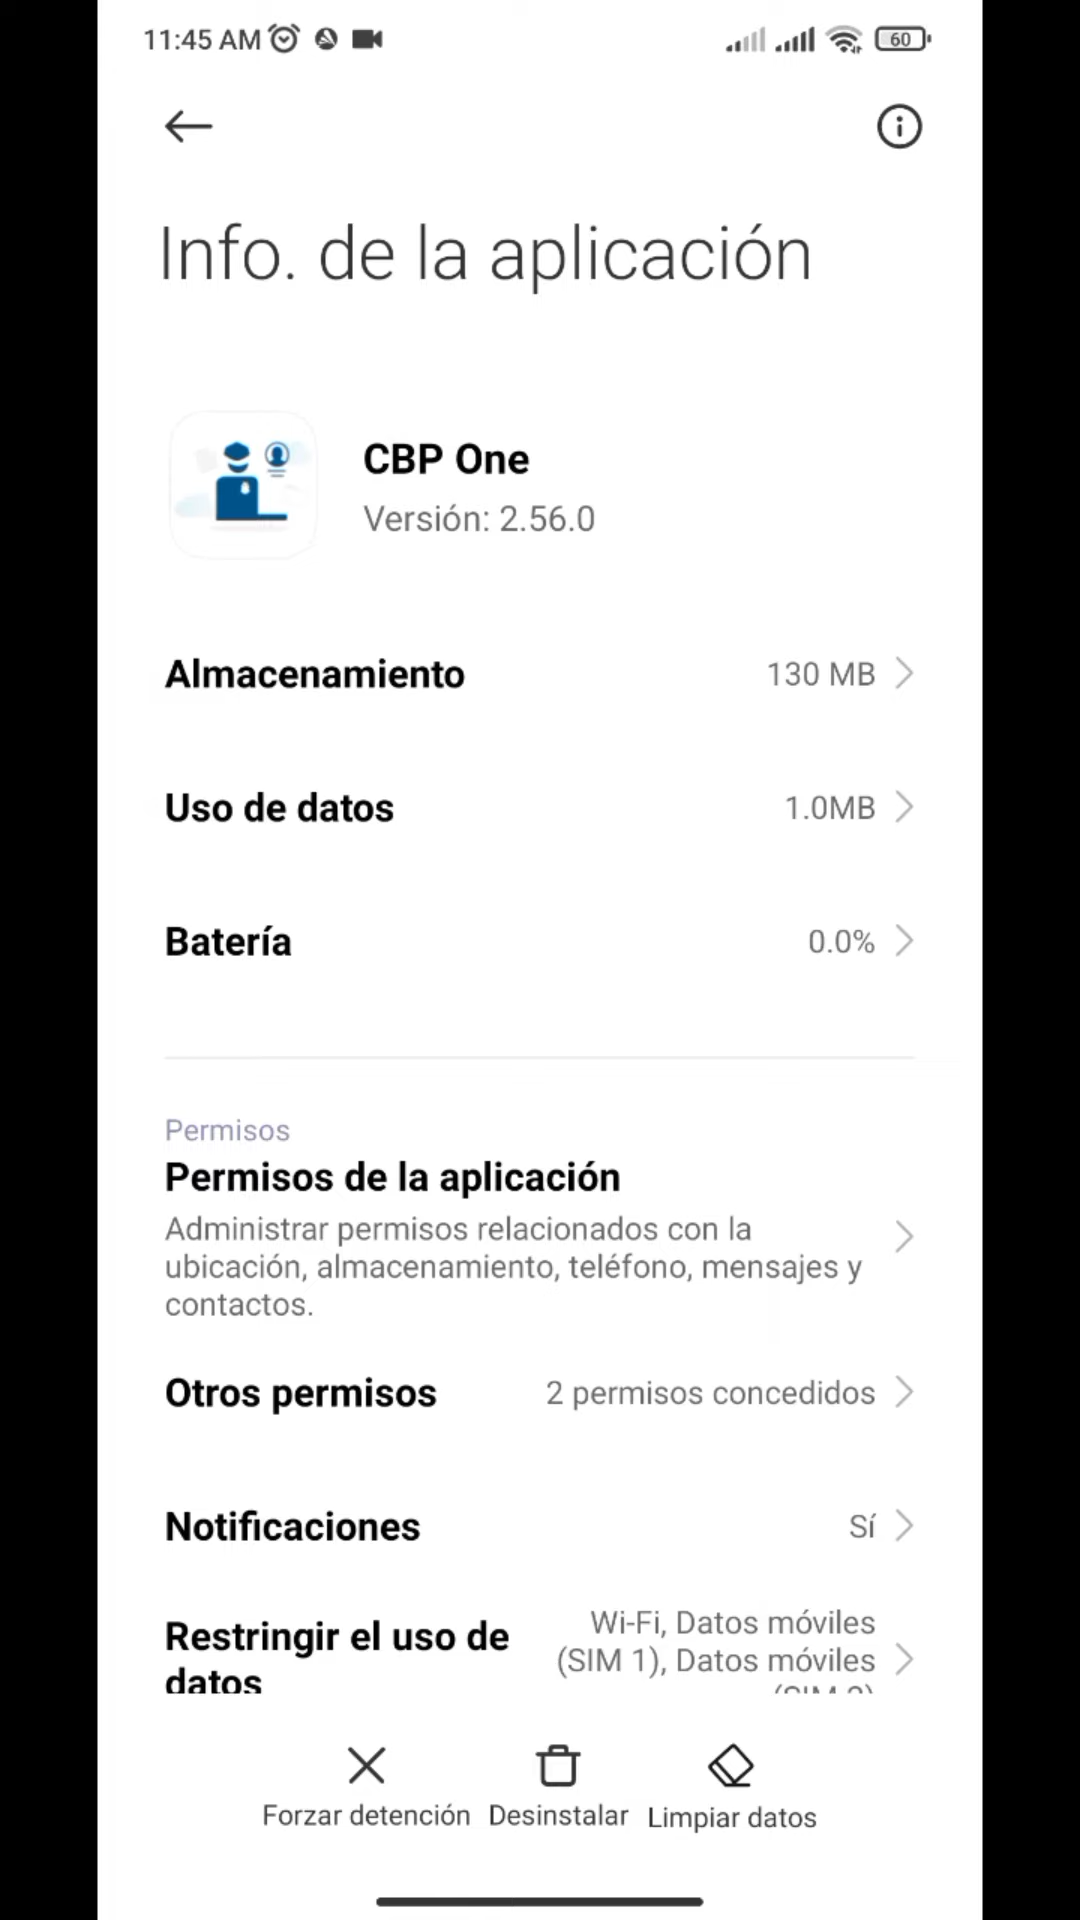 11:45 AM
60
Info. de la aplicación
CBP One
Versión: 2.56.0
Almacenamiento 130 MB
Uso de datos 1.0MB
Batería 0.0%
Permisos
Permisos de la aplicación
Administrar permisos relacionados con la
ubicación, almacenamiento, teléfono, mensajes y
contactos.
Otros permisos 2 permisos concedidos
Notificaciones Sí
Restringir el uso de
datos
Wi-Fi, Datos móviles
(SIM 1), Datos móviles
(SIM 2)
Forzar detención Desinstalar Limpiar datos